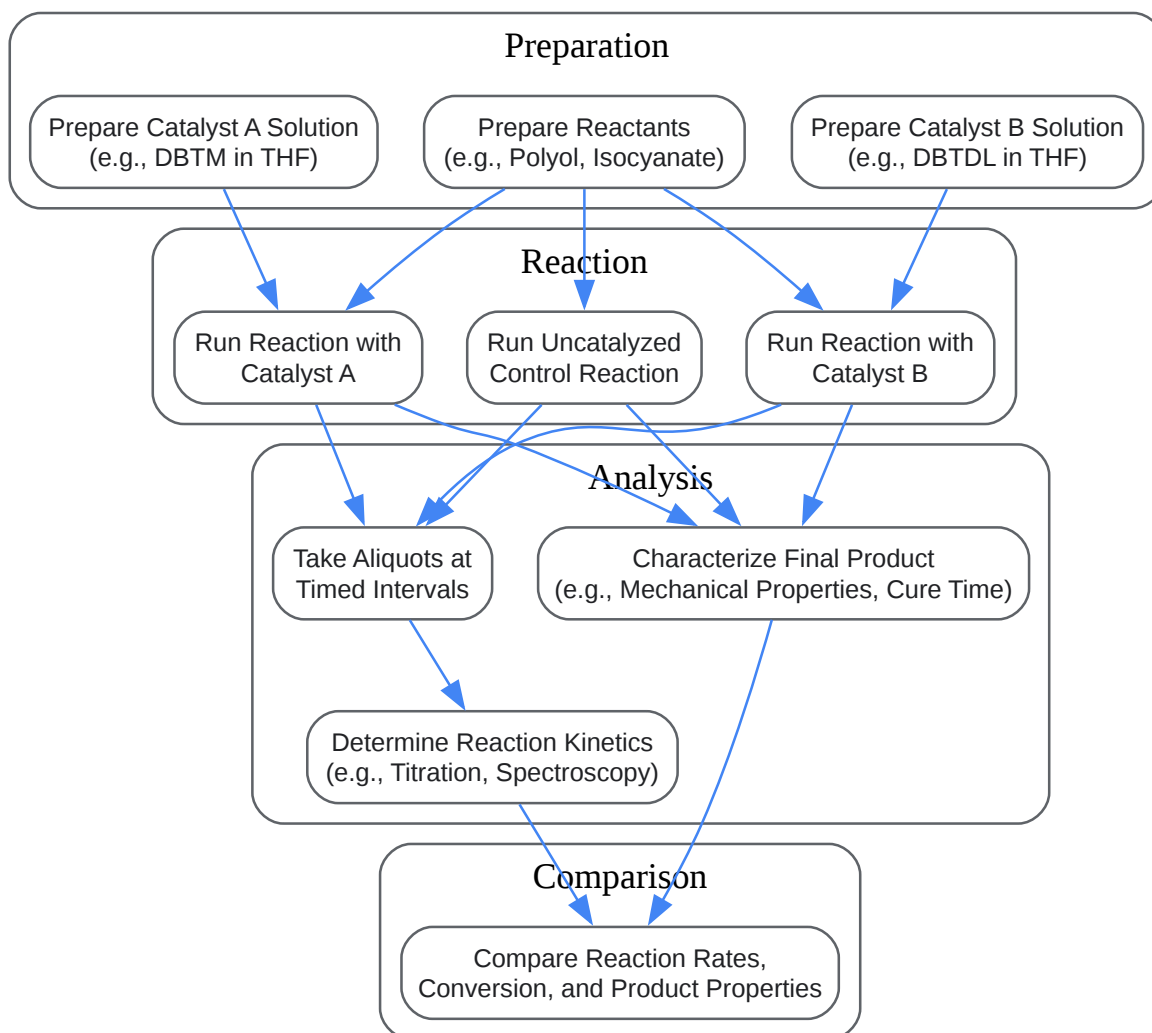 Preparation
Prepare Catalyst A Solution
(e.g., DBTM in THF)
Prepare Reactants
(e.g., Polyol, Isocyanate)
Prepare Catalyst B Solution
(e.g., DBTDL in THF)
Reaction
Run Reaction with
Catalyst A
Run Uncatalyzed
Control Reaction
Run Reaction with
Catalyst B
Analysis
Take Aliquots at
Timed Intervals
Characterize Final Product
(e.g., Mechanical Properties, Cure Time)
Determine Reaction Kinetics
(e.g., Titration, Spectroscopy)
Comparison
Compare Reaction Rates,
Conversion, and Product Properties